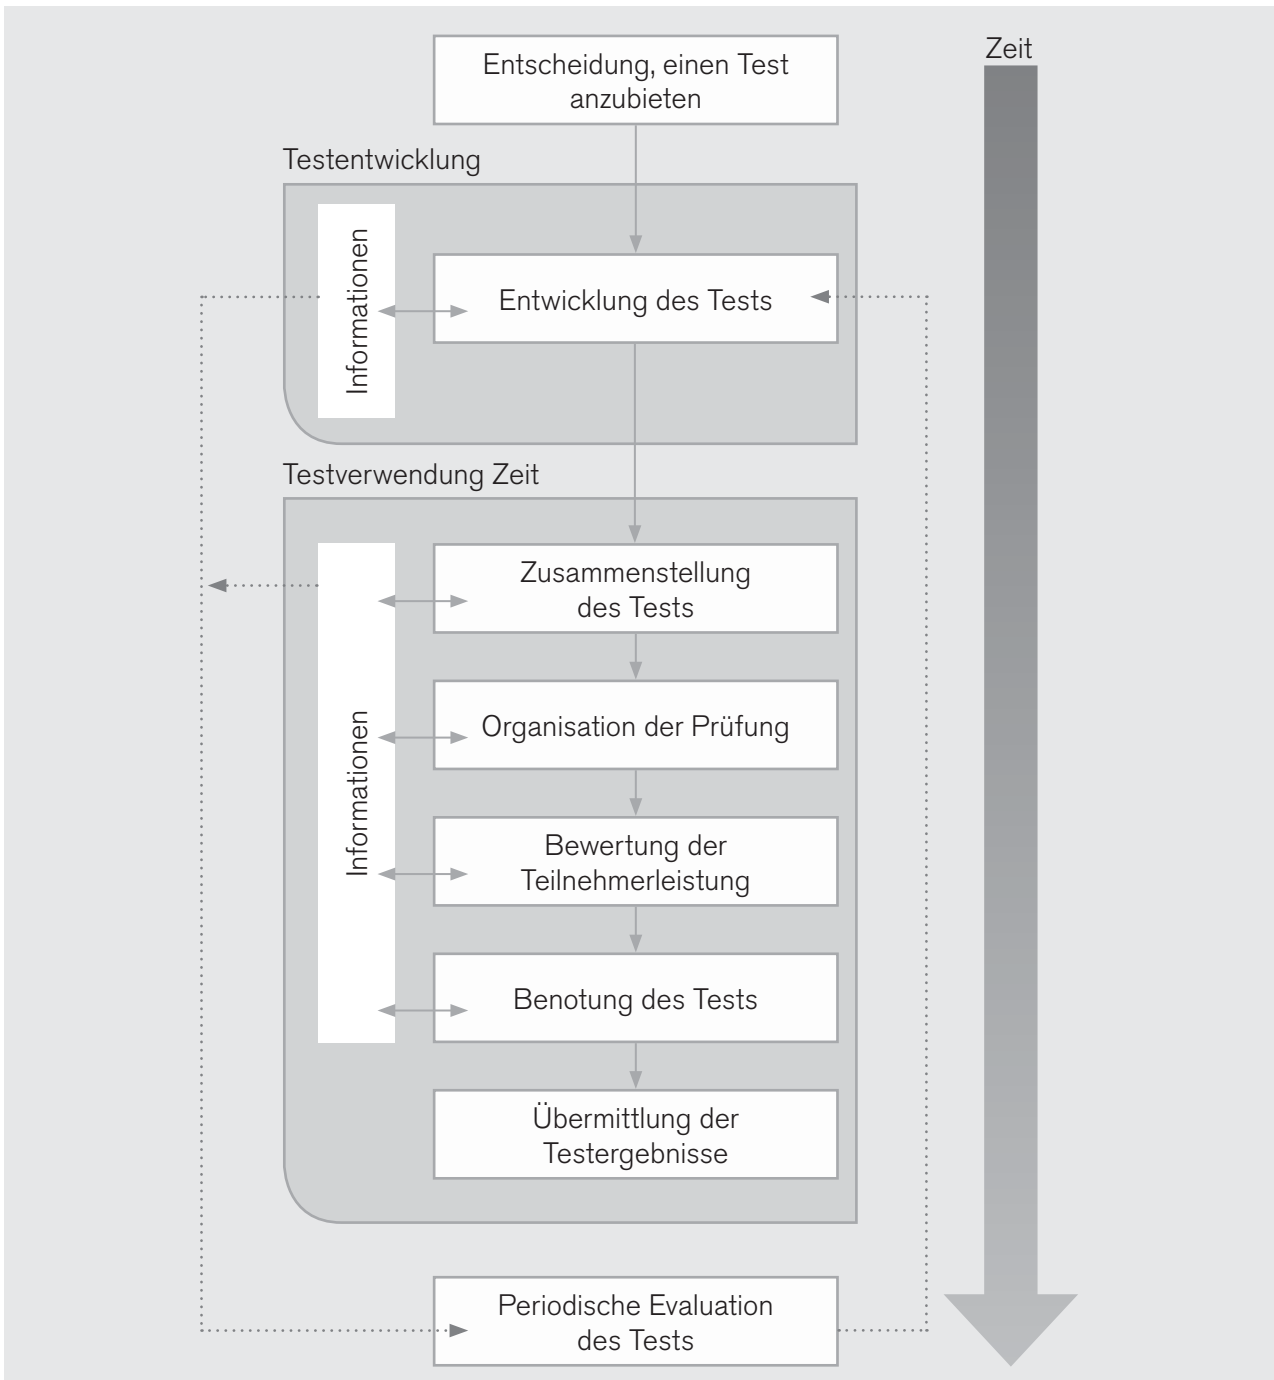 Entscheidung, einen Test
anzubieten
Zeit
Testentwicklung
Informationen
Entwicklung des Tests
Testverwendung Zeit
Informationen
Zusammenstellung
des Tests
Organisation der Prüfung
Bewertung der
Teilnehmerleistung
Benotung des Tests
Übermittlung der
Testergebnisse
Periodische Evaluation
des Tests